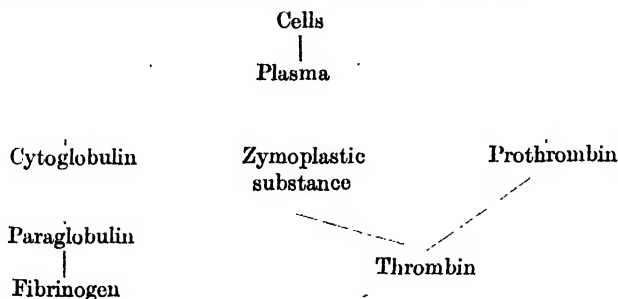 Cells
Plasma
Cytoglobulin
Zymoplastic
substance
Prothrombin
Paraglobulin
Thrombin
Fibrinogen